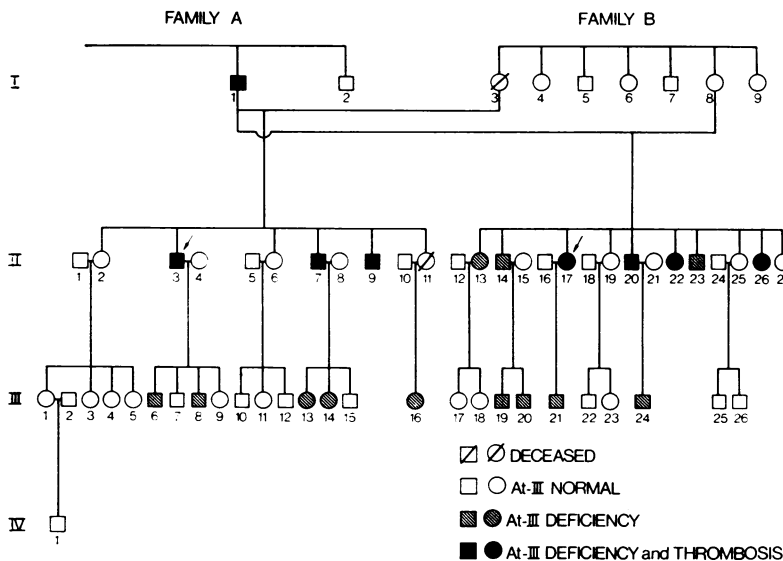 FAMILY A FAMILY B
I
1 2 3 4 5 6 7 8 9
II
1 2 3 4 5 6 7 8 9 10 11 12 13 14 15 16 17 18 19 20 21 22 23 24 25 26 2
III
1 2 3 4 5 6 7 8 9 10 11 12 13 14 15 16 17 18 19 20 21 22 23 24 25 26
DECEASED
At-III NORMAL
IV
1
At-III DEFICIENCY
At-III DEFICIENCY and THROMBOSIS